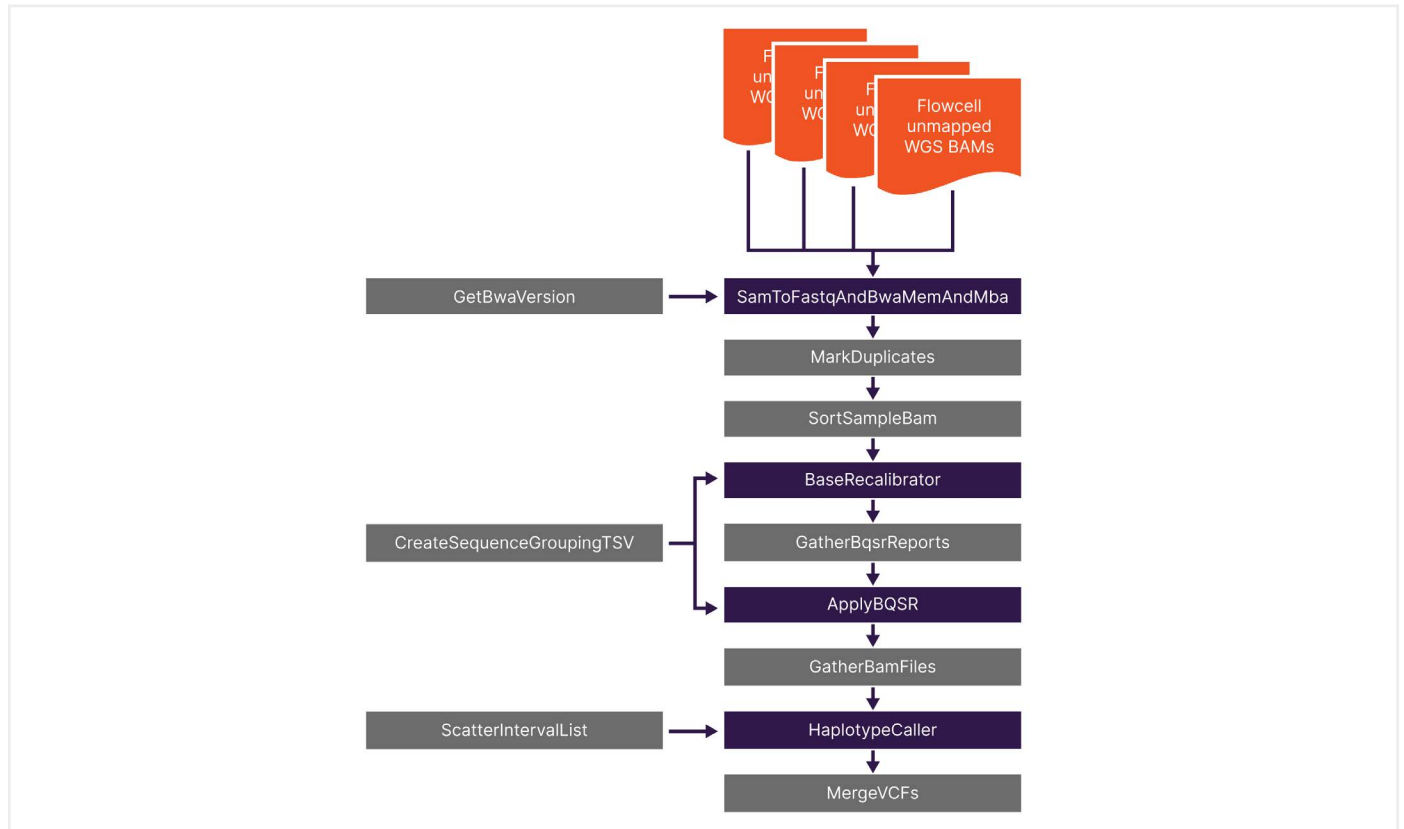 Flowcell
unmapped
WGS BAMs
GetBwaVersion
SamToFastqAndBwaMemAndMba
MarkDuplicates
SortSampleBam
BaseRecalibrator
CreateSequenceGroupingTSV
GatherBqsrReports
ApplyBQSR
GatherBamFiles
ScatterIntervalList
HaplotypeCaller
MergeVCFs